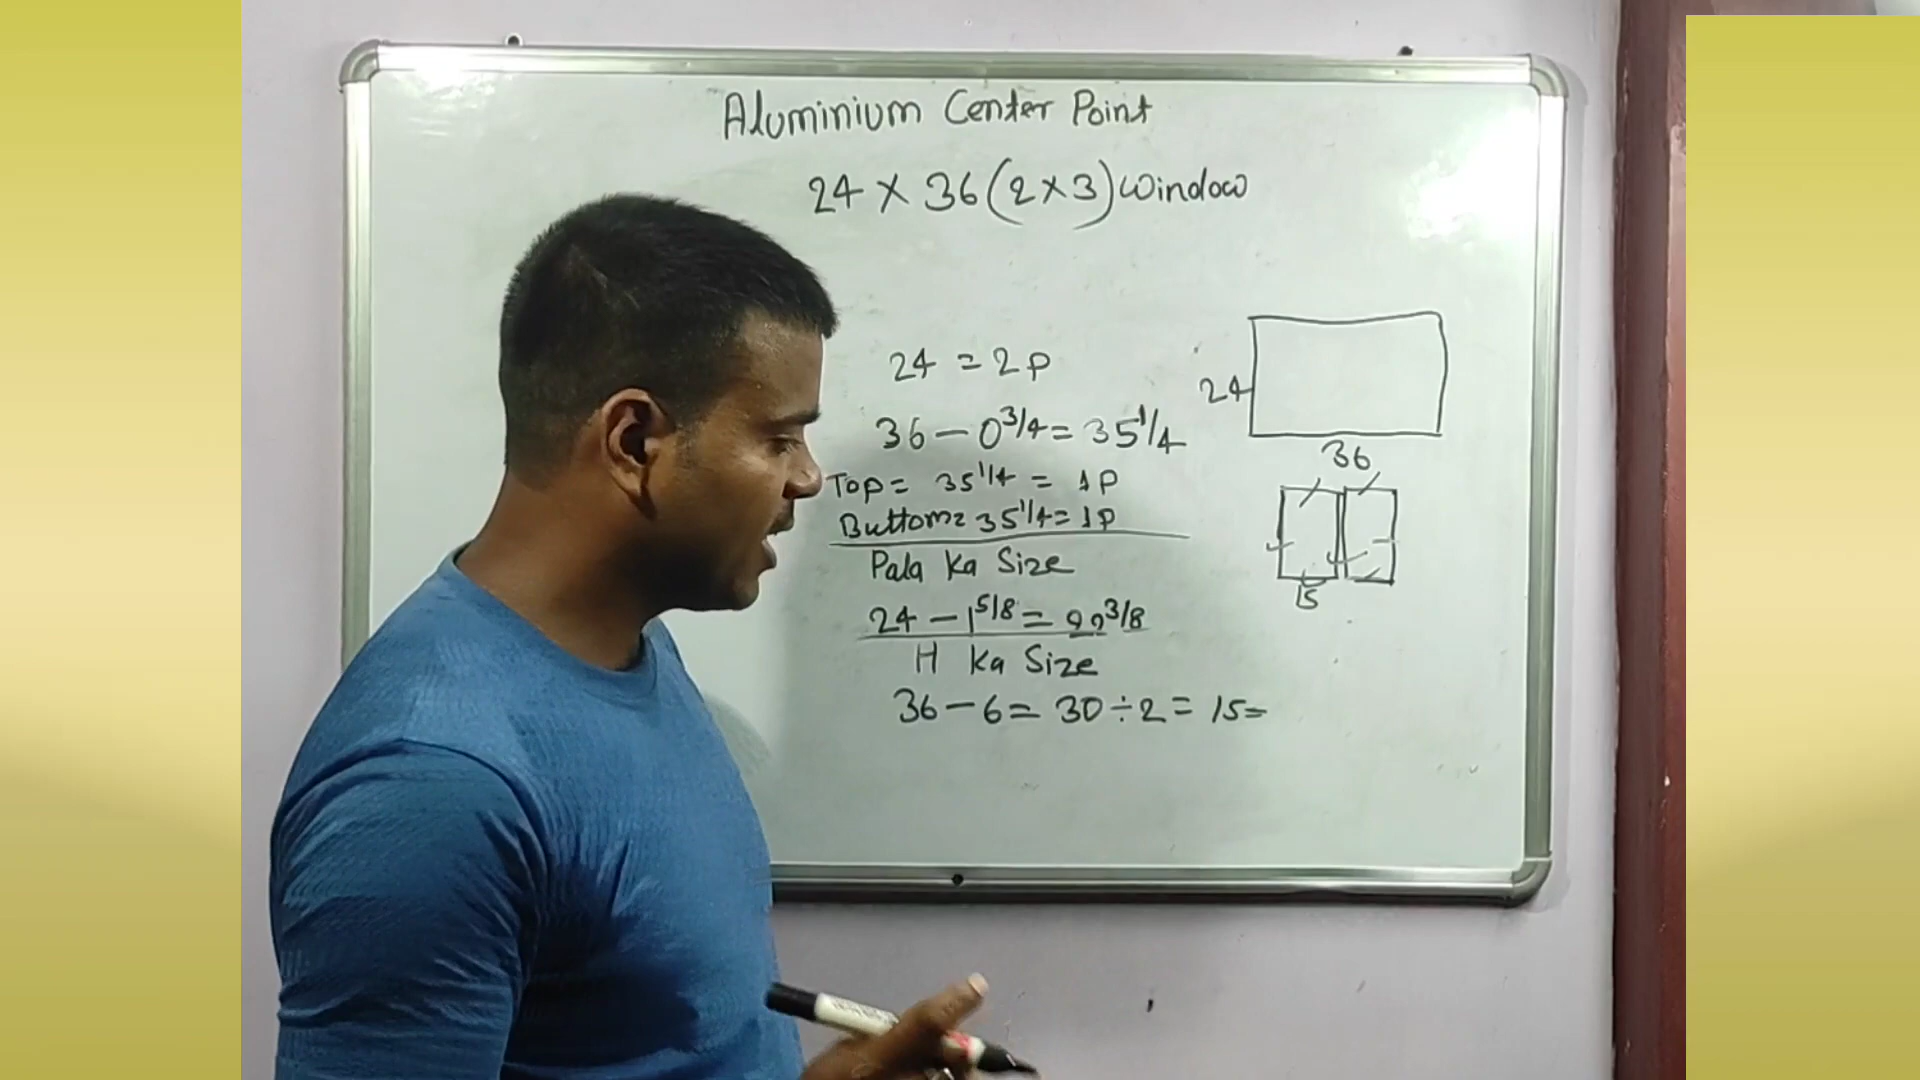 Aluminium Center Point
24 × 36 (2×3) Window
24 = 2P
36 – 0 3/4 = 35 1/4
Top = 35 1/4 = 1P
Buttom = 35 1/4 = 1P
Pala Ka Size
24 – 1 5/8 = 22 3/8
H Ka Size
36 – 6 = 30 ÷ 2 = 15=
24
36
15